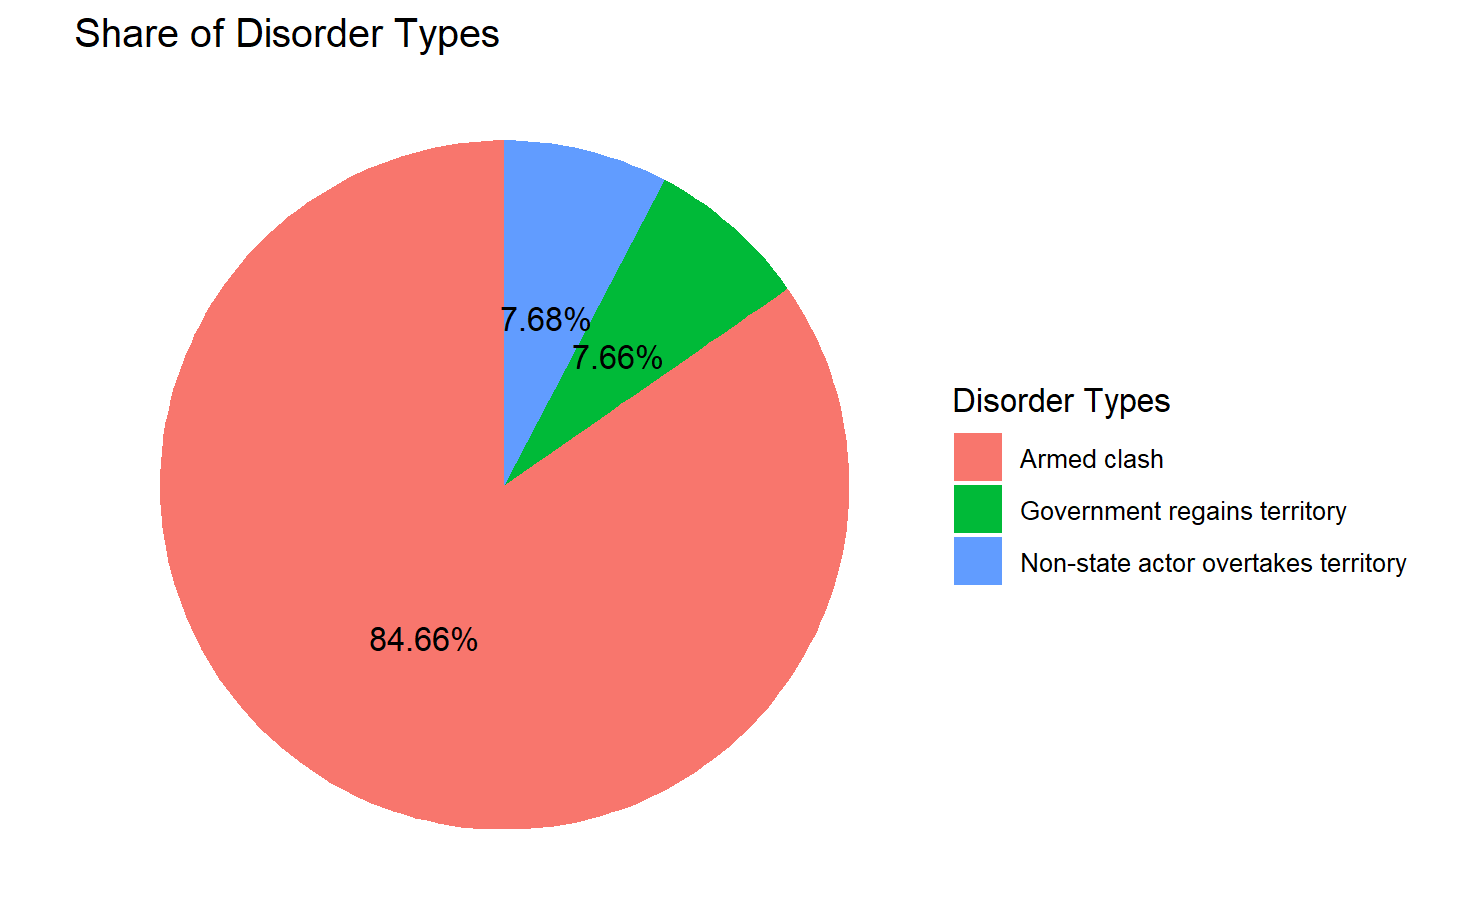 Share of Disorder Types
7.68%
7.66%
84.66%
Disorder Types
Armed clash
Government regains territory
Non-state actor overtakes territory